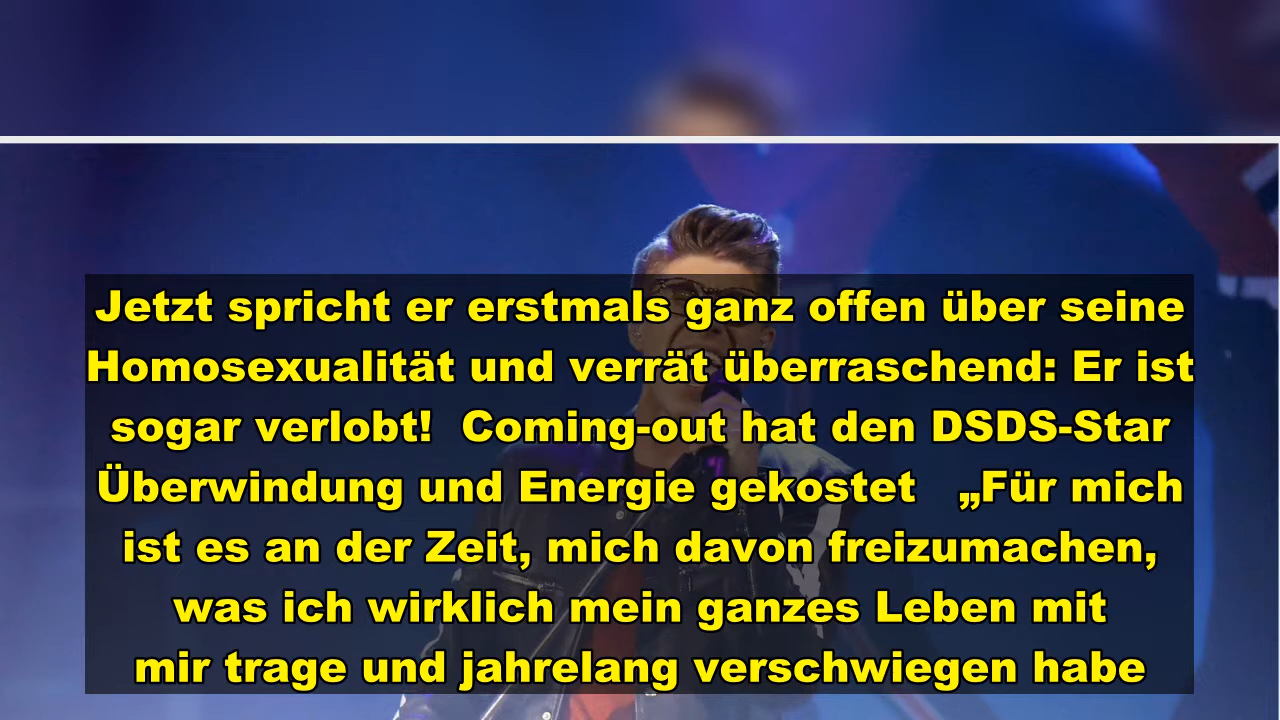 Jetzt spricht er erstmals ganz offen über seine
Homosexualität und verrät überraschend: Er ist
sogar verlobt!  Coming-out hat den DSDS-Star
Überwindung und Energie gekostet   „Für mich
ist es an der Zeit, mich davon freizumachen,
was ich wirklich mein ganzes Leben mit
mir trage und jahrelang verschwiegen habe